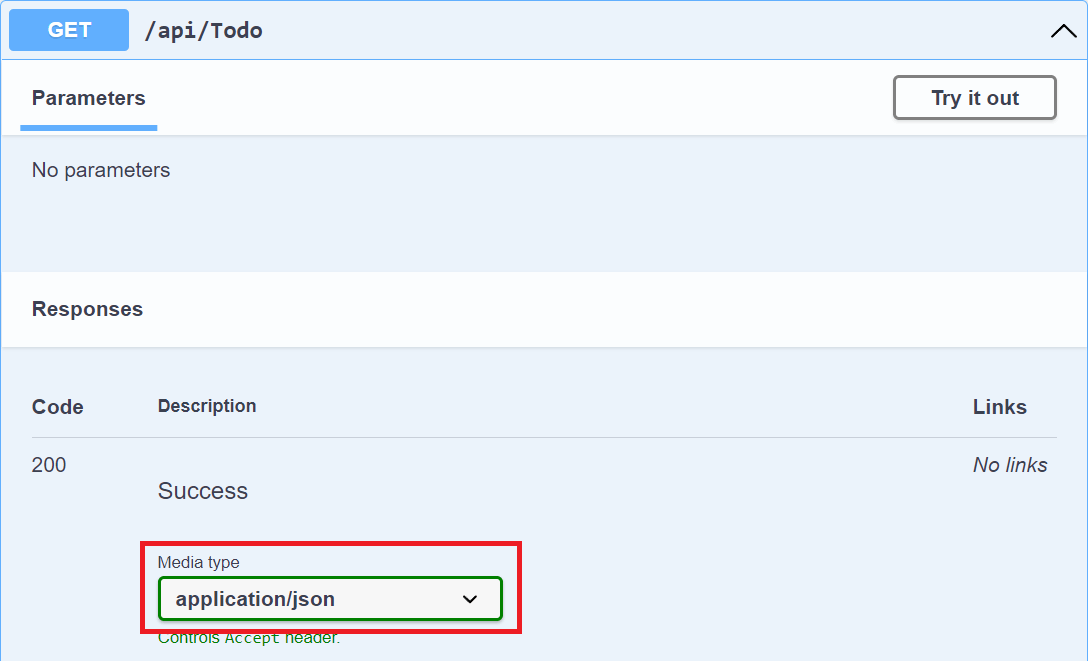 GET /api/Todo
Parameters
Try it out
No parameters
Responses
Code Description Links
200 No links
Success
Media type
application/json
Controls Accept header.